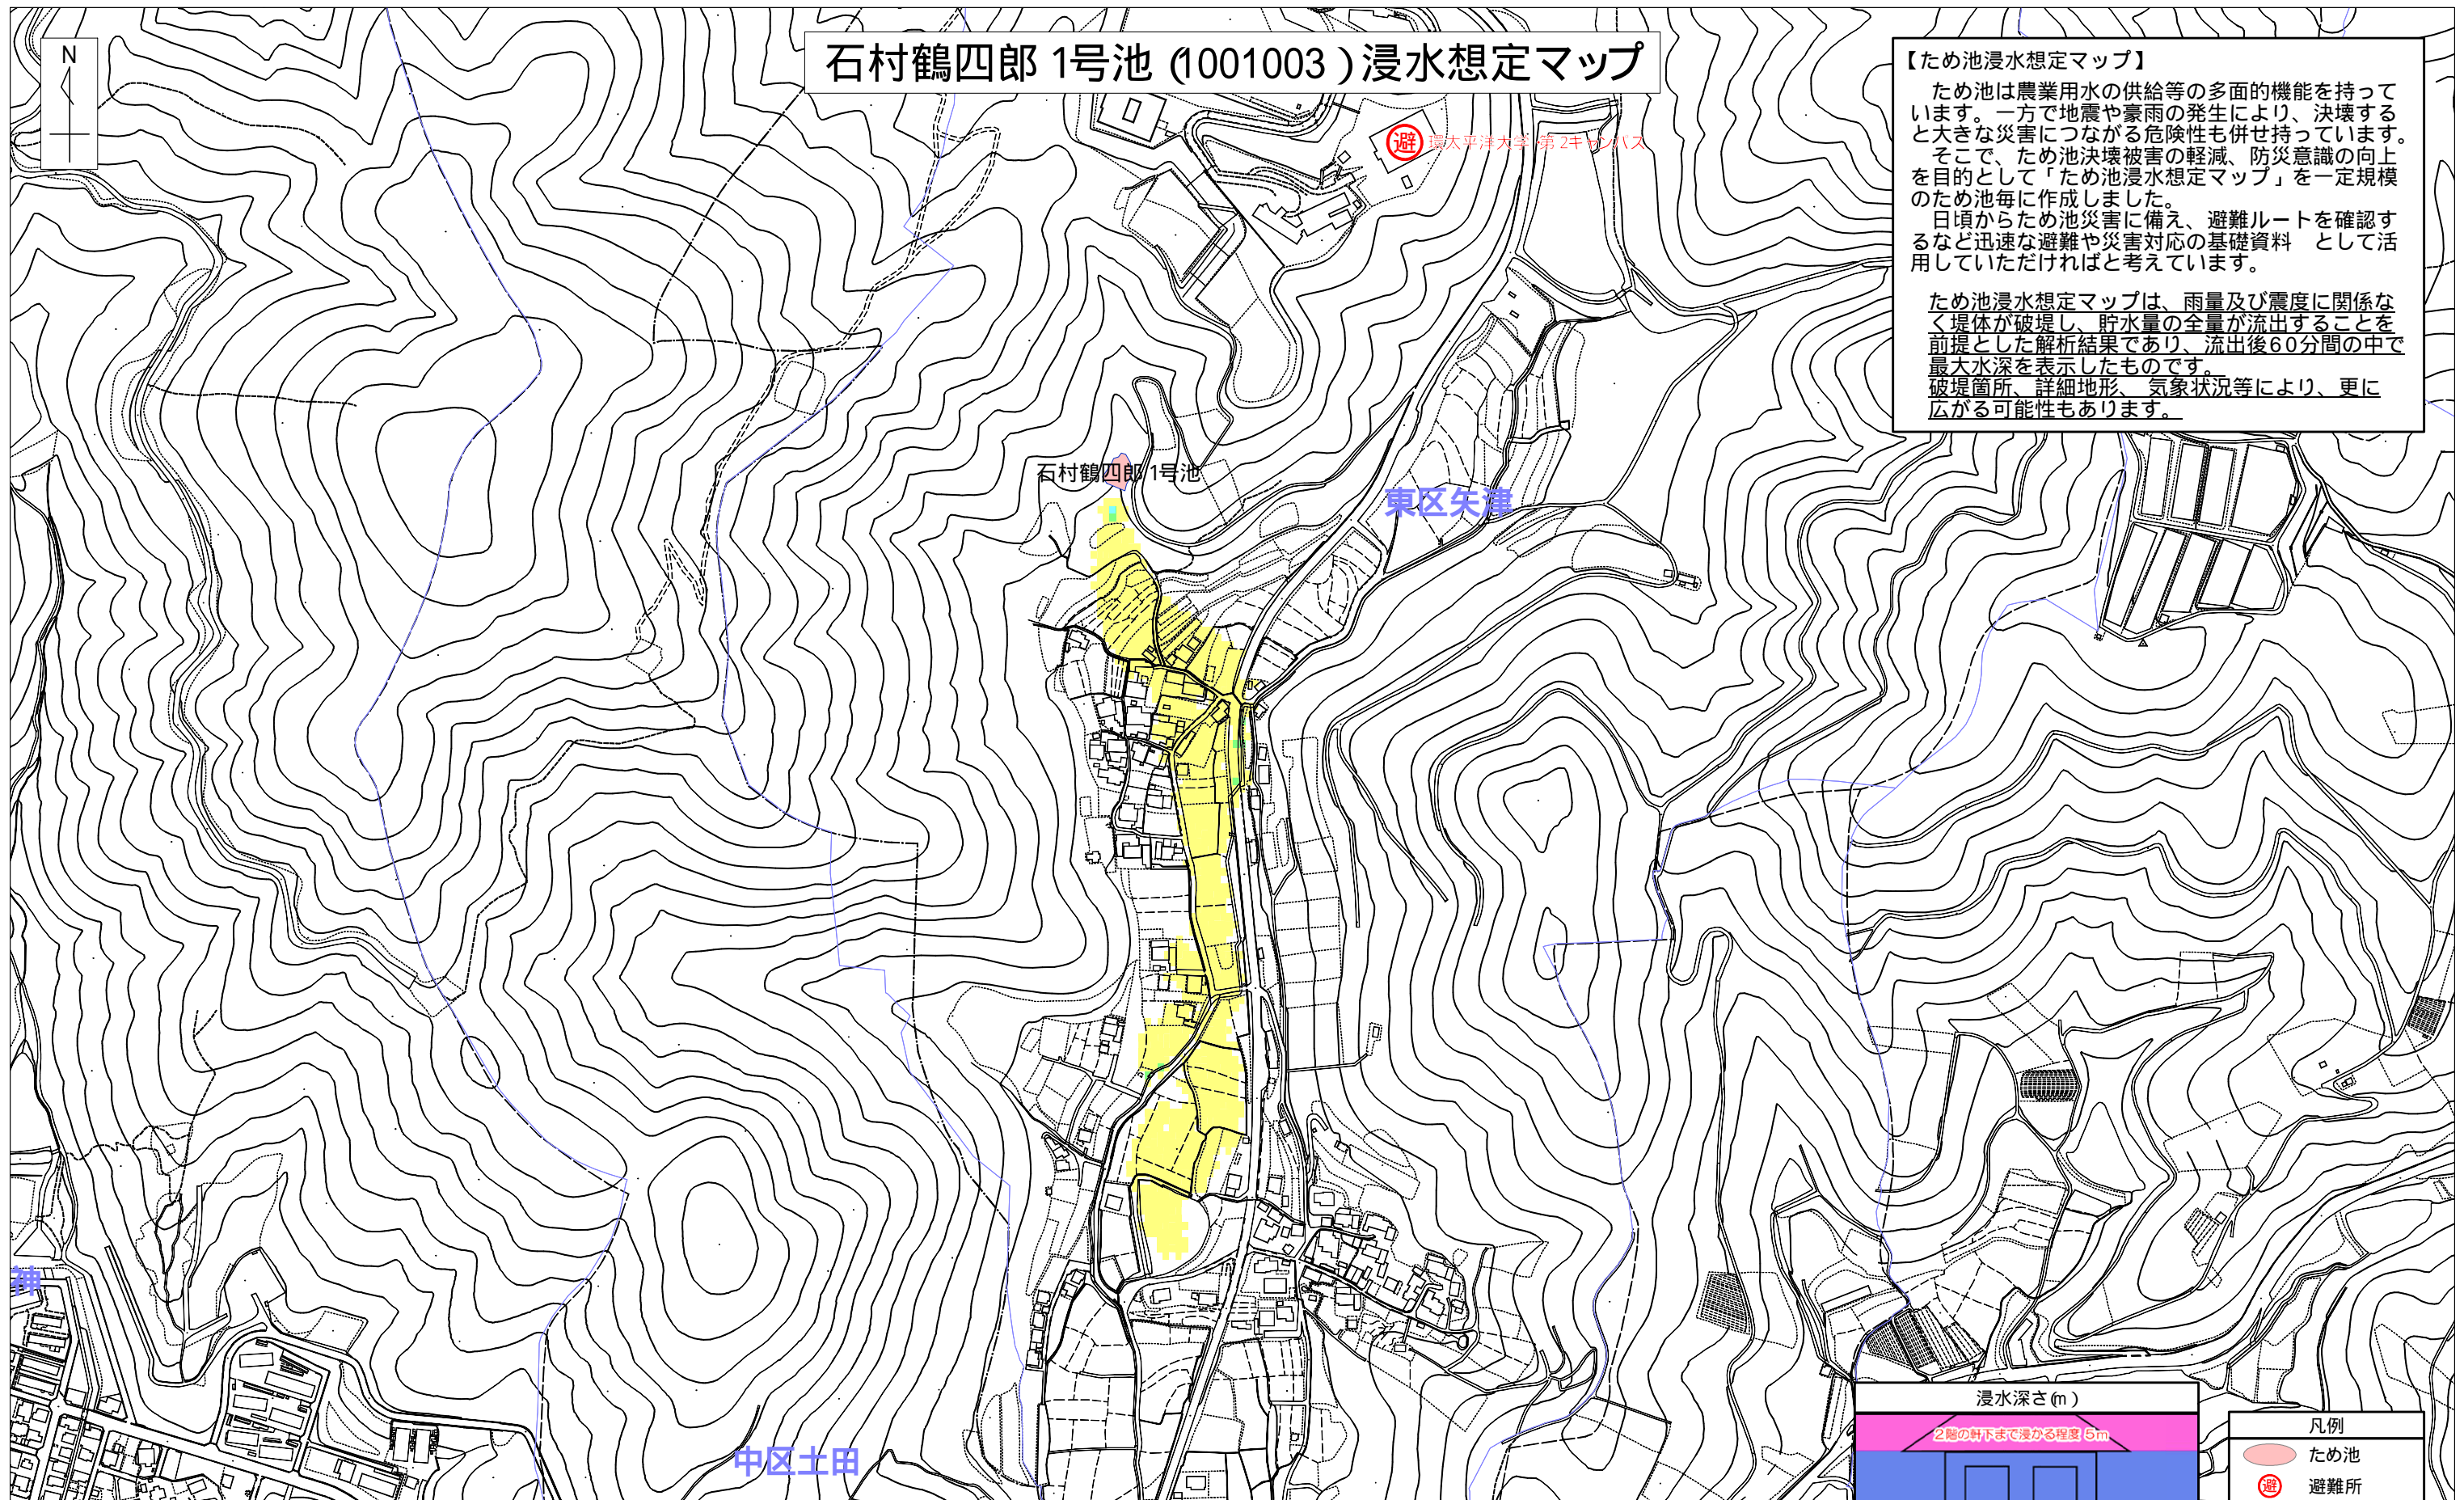 石村鶴四郎 1号池 (1001003 ) 浸水想定マップ
N
【ため池浸水想定マップ】
ため池は農業用水の供給等の多面的機能を持って
います。一方で地震や豪雨の発生により、決壊する
と大きな災害につながる危険性も併せ持っています。
そこで、ため池決壊被害の軽減、防災意識の向上
を目的として「ため池浸水想定マップ」を一定規模
のため池毎に作成しました。
日頃からため池災害に備え、避難ルートを確認す
るなど迅速な避難や災害対応の基礎資料　として活
用していただければと考えています。
ため池浸水想定マップは、雨量及び震度に関係な
く堤体が破堤し、貯水量の全量が流出することを
前提とした解析結果であり、流出後60分間の中で
最大水深を表示したものです。
破堤箇所、詳細地形、 気象状況等により、更に
広がる可能性もあります。
避 環太平洋大学 第2キャンパス
石村鶴四郎 1号池
東区矢津
神
中区土田
浸水深さ(m )
2階の軒下まで浸かる程度 5m
凡例
ため池
避 避難所